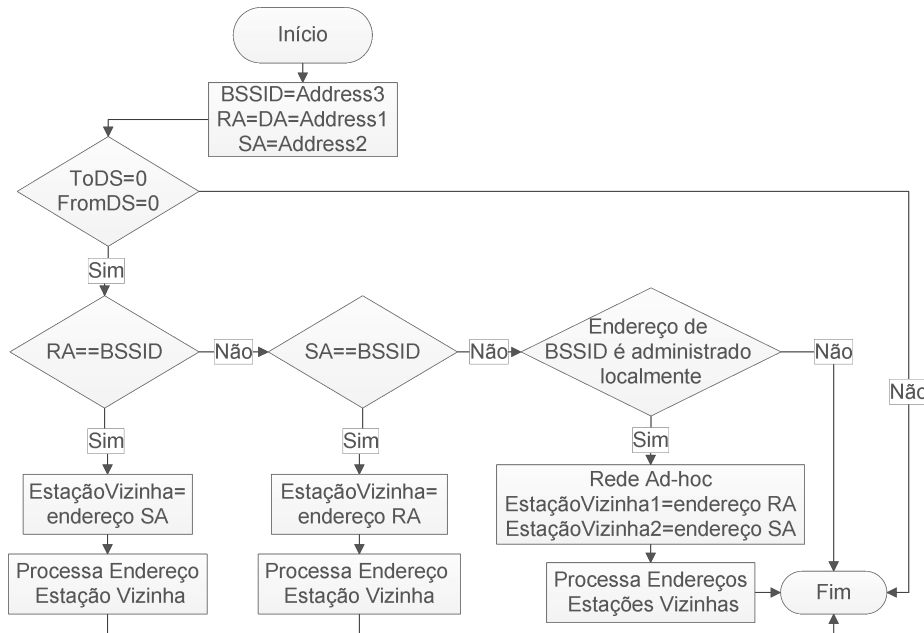 Início
BSSID=Address3
RA=DA=Address1
SA=Address2
ToDS=0
FromDS=0
Sim
RA==BSSID
Não
SA==BSSID
Não
Endereço de
BSSID é administrado
localmente
Não
Não
Sim
Sim
Sim
EstaçãoVizinha=
endereço SA
EstaçãoVizinha=
endereço RA
Rede Ad-hoc
EstaçãoVizinha1=endereço RA
EstaçãoVizinha2=endereço SA
Processa Endereço
Estação Vizinha
Processa Endereço
Estação Vizinha
Processa Endereços
Estações Vizinhas
Fim